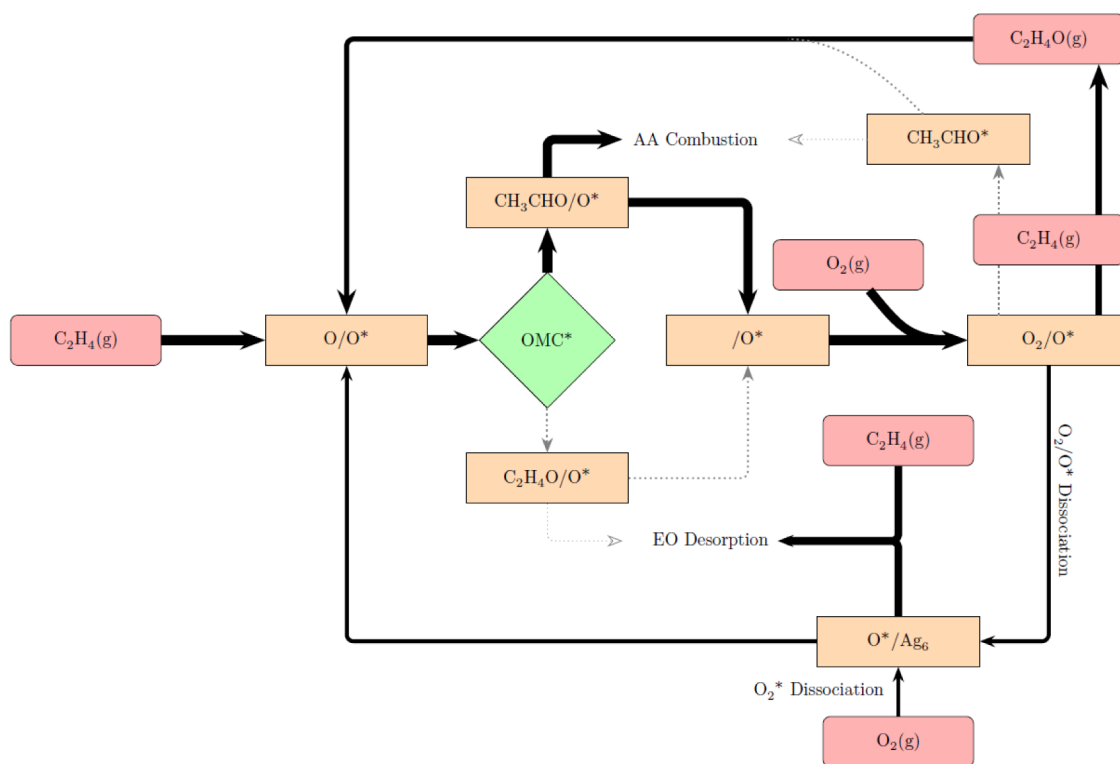 C₂H₄O(g)
CH₃CHO*
AA Combustion
CH₃CHO/O*
C₂H₄(g)
O₂(g)
C₂H₄(g)
O/O*
OMC*
/O*
O₂/O*
C₂H₄(g)
O₂/O* Dissociation
C₂H₄O/O*
EO Desorption
O*/Ag₆
O₂* Dissociation
O₂(g)